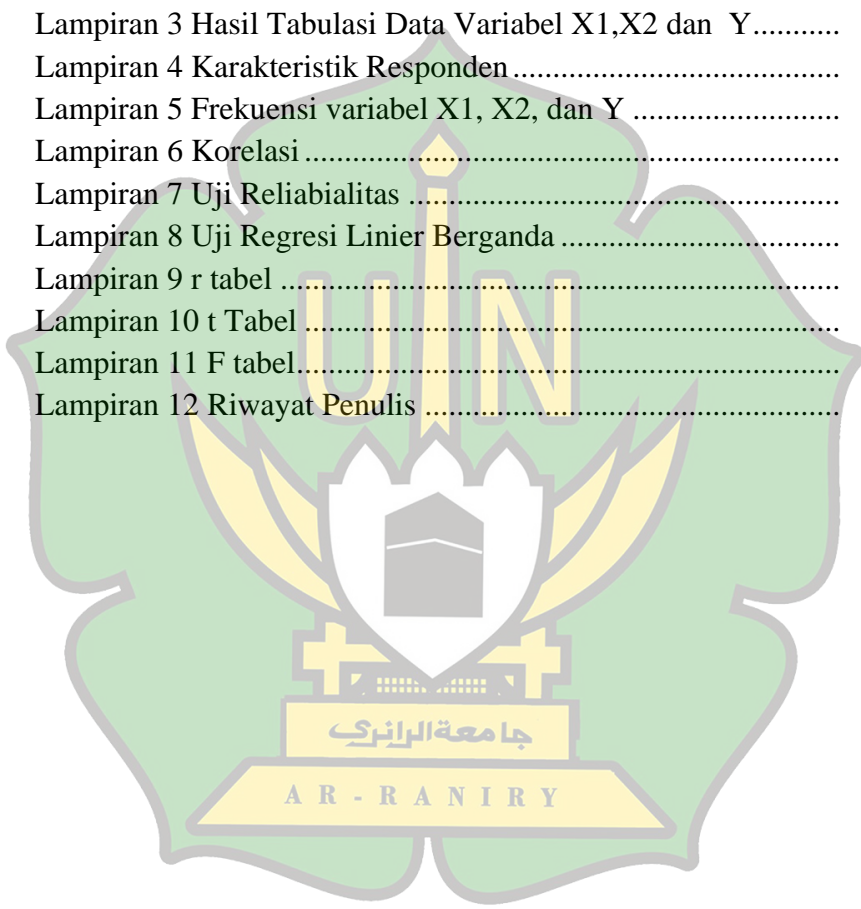 Lampiran 3 Hasil Tabulasi Data Variabel X1,X2 dan  Y...........
Lampiran 4 Karakteristik Responden ..........................................
Lampiran 5 Frekuensi variabel X1, X2, dan Y ..........................
Lampiran 6 Korelasi ....................................................................
Lampiran 7 Uji Reliabialitas .......................................................
Lampiran 8 Uji Regresi Linier Berganda ...................................
Lampiran 9 r tabel .......................................................................
Lampiran 10 t Tabel ....................................................................
Lampiran 11 F tabel.....................................................................
Lampiran 12 Riwayat Penulis .....................................................
UIN
جامعةالرانري
AR-RANIRY